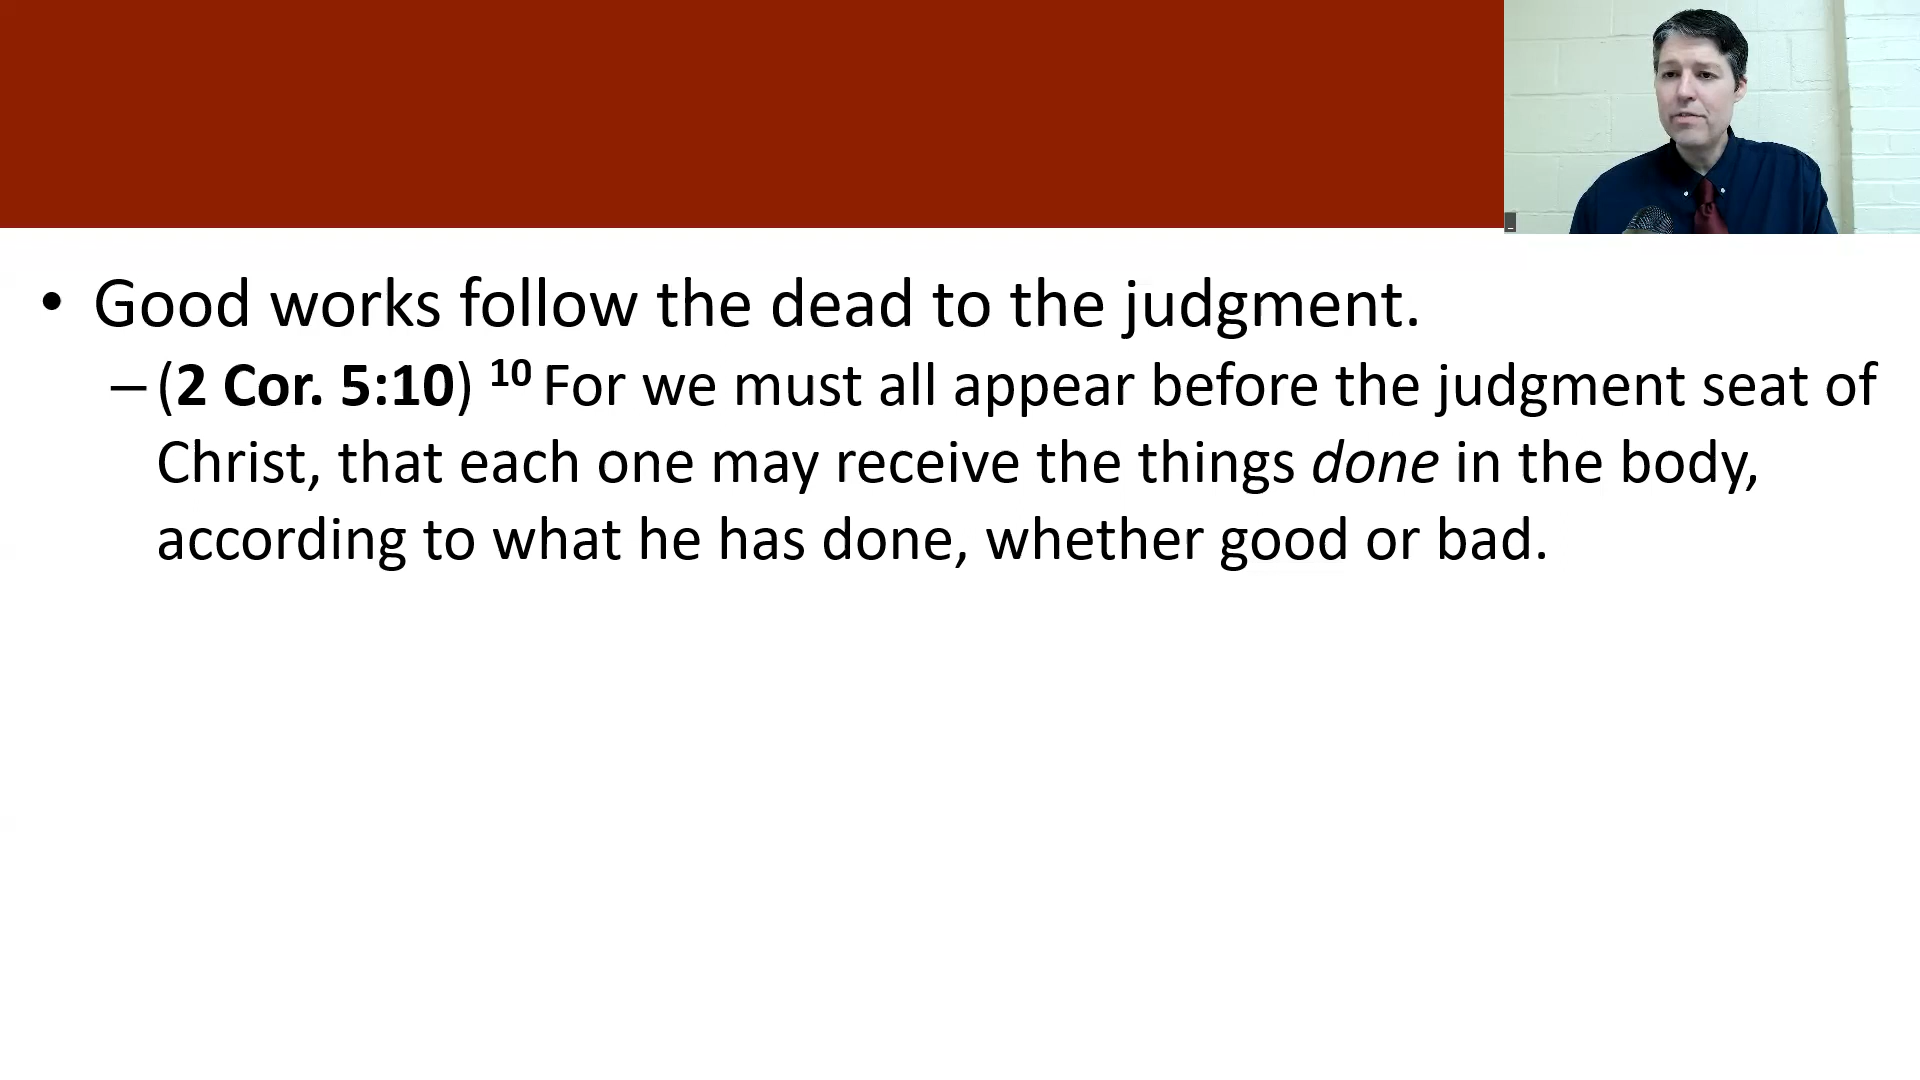 • Good works follow the dead to the judgment.
– (2 Cor. 5:10) 10 For we must all appear before the judgment seat of
Christ, that each one may receive the things done in the body,
according to what he has done, whether good or bad.